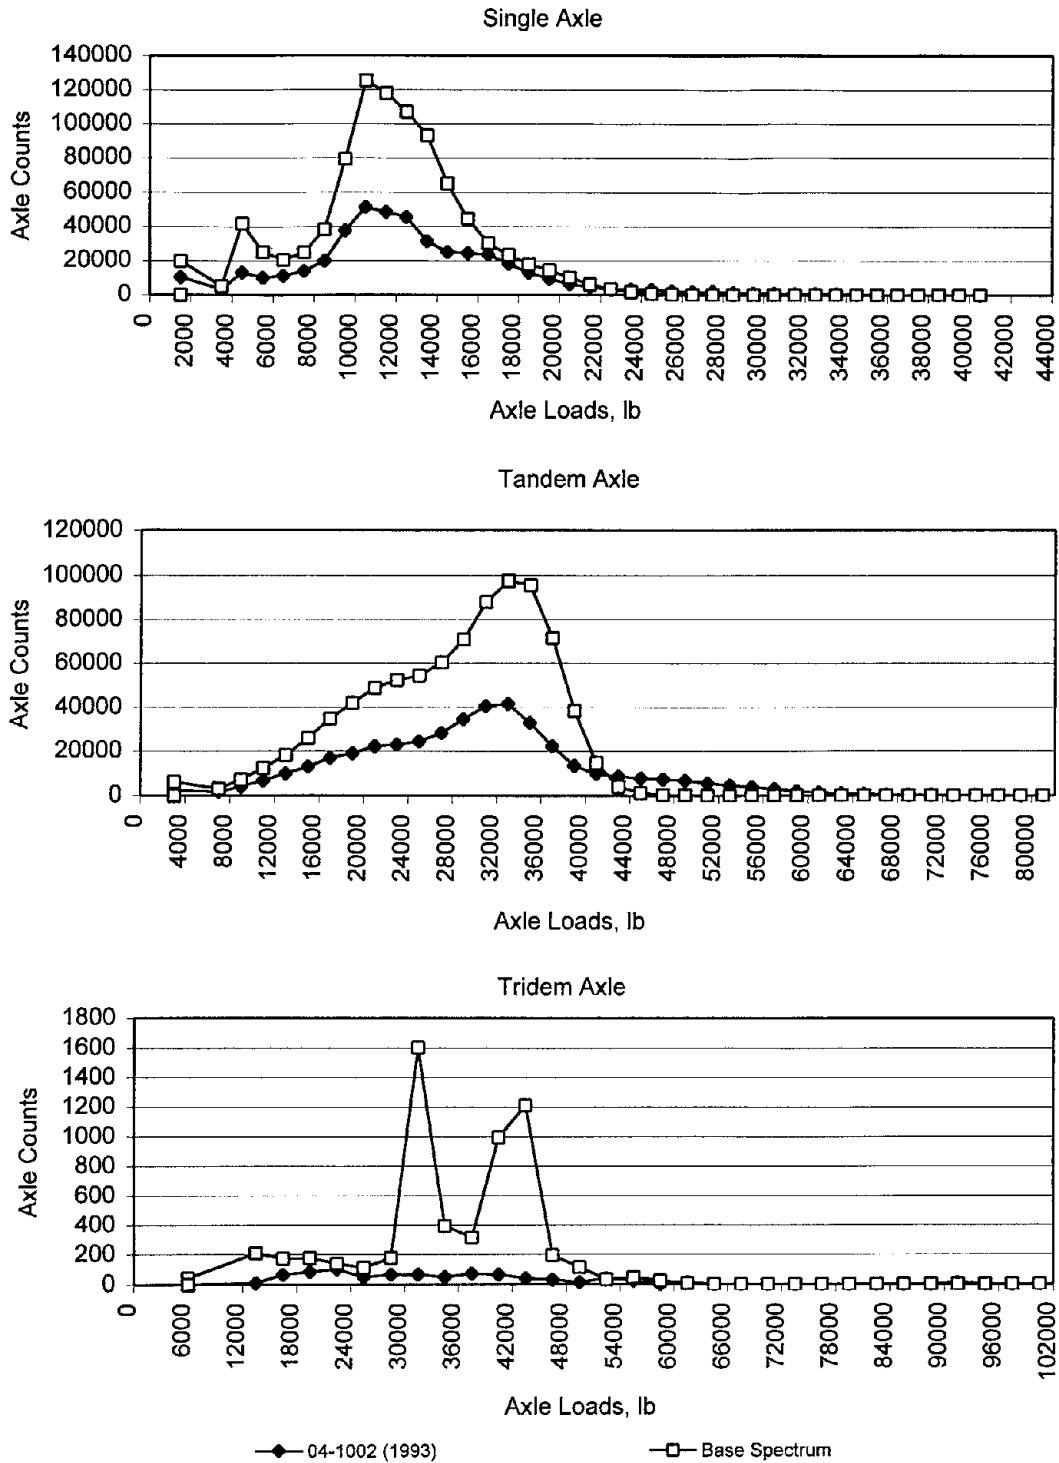 Single Axle
140000
120000
100000
80000
60000
40000
20000
0
Axle Counts
0 2000 4000 6000 8000 10000 12000 14000 16000 18000 20000 22000 24000 26000 28000 30000 32000 34000 36000 38000 40000 42000 44000
Axle Loads, lb
Tandem Axle
120000
100000
80000
60000
40000
20000
0
Axle Counts
0 4000 8000 12000 16000 20000 24000 28000 32000 36000 40000 44000 48000 52000 56000 60000 64000 68000 72000 76000 80000
Axle Loads, lb
Tridem Axle
1800
1600
1400
1200
1000
800
600
400
200
0
Axle Counts
0 6000 12000 18000 24000 30000 36000 42000 48000 54000 60000 66000 72000 78000 84000 90000 96000 102000
Axle Loads, lb
04-1002 (1993) Base Spectrum